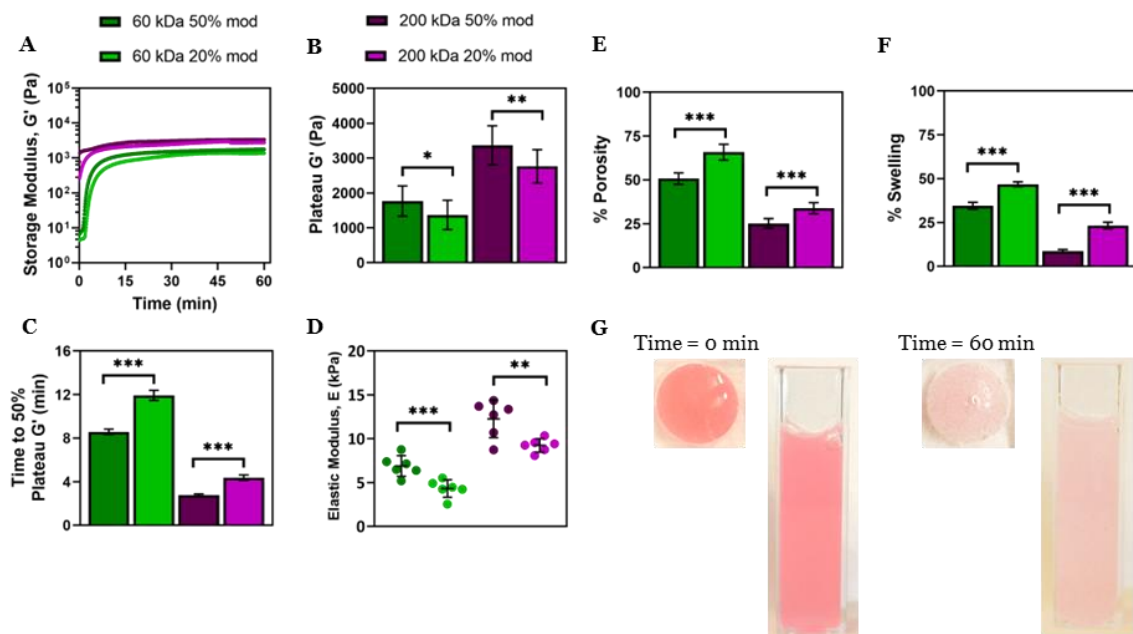 60 kDa 50% mod
200 kDa 50% mod
60 kDa 20% mod
200 kDa 20% mod
A
Storage Modulus, G' (Pa)
10⁵
10⁴
10³
10²
10¹
10⁰
0
15
30
45
60
Time (min)
B
Plateau G' (Pa)
5000
4000
3000
2000
1000
0
*
**
E
% Porosity
100
75
50
25
0
***
***
F
% Swelling
100
75
50
25
0
***
***
C
Time to 50%
Plateau G' (min)
16
12
8
4
0
***
***
D
Elastic Modulus, E (kPa)
20
15
10
5
0
***
**
G
Time = 0 min
Time = 60 min